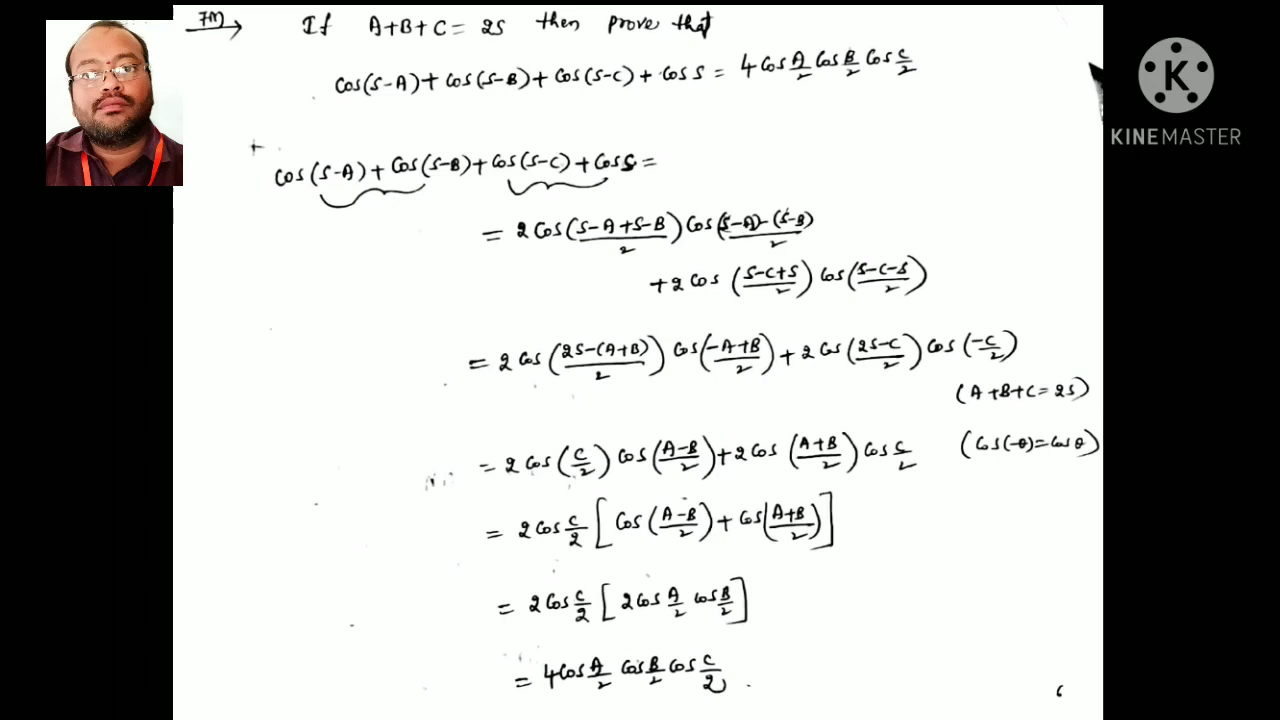 7M) → If A+B+C = 2S then prove that
cos(S-A) + cos(S-B) + cos(S-C) + cos S = 4 cos A/2 cos B/2 cos C/2
K
KINEMASTER
cos(S-A) + cos(S-B) + cos(S-C) + cos S =
= 2 cos((S-A+S-B)/2) cos((S-A)-(S-B)/2)
+ 2 cos((S-C+S)/2) cos((S-C-S)/2)
= 2 cos((2S-(A+B))/2) cos((-A+B)/2) + 2 cos((2S-C)/2) cos(-C/2)
(A+B+C=2S)
= 2 cos(C/2) cos((A-B)/2) + 2 cos((A+B)/2) cos C/2 (cos(-θ)=cos θ)
= 2 cos C/2 [cos((A-B)/2) + cos((A+B)/2)]
= 2 cos C/2 [2 cos A/2 cos B/2]
= 4 cos A/2 cos B/2 cos C/2.
6